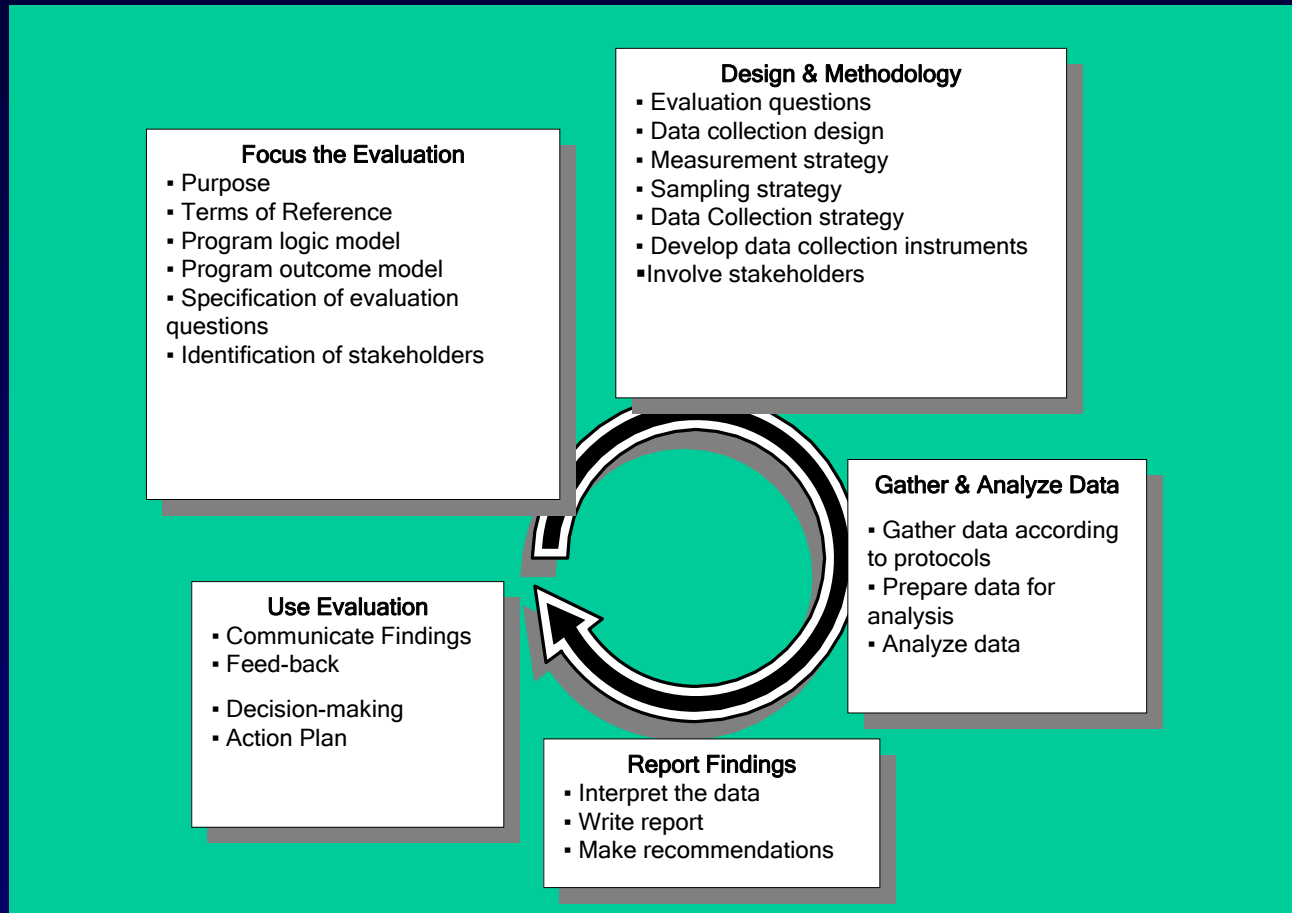 Focus the Evaluation
▪ Purpose
▪ Terms of Reference
▪ Program logic model
▪ Program outcome model
▪ Specification of evaluation
questions
▪ Identification of stakeholders
Design & Methodology
▪ Evaluation questions
▪ Data collection design
▪ Measurement strategy
▪ Sampling strategy
▪ Data Collection strategy
▪ Develop data collection instruments
▪Involve stakeholders
Gather & Analyze Data
▪ Gather data according
to protocols
▪ Prepare data for
analysis
▪ Analyze data
Report Findings
▪ Interpret the data
▪ Write report
▪ Make recommendations
Use Evaluation
▪ Communicate Findings
▪ Feed-back
▪ Decision-making
▪ Action Plan